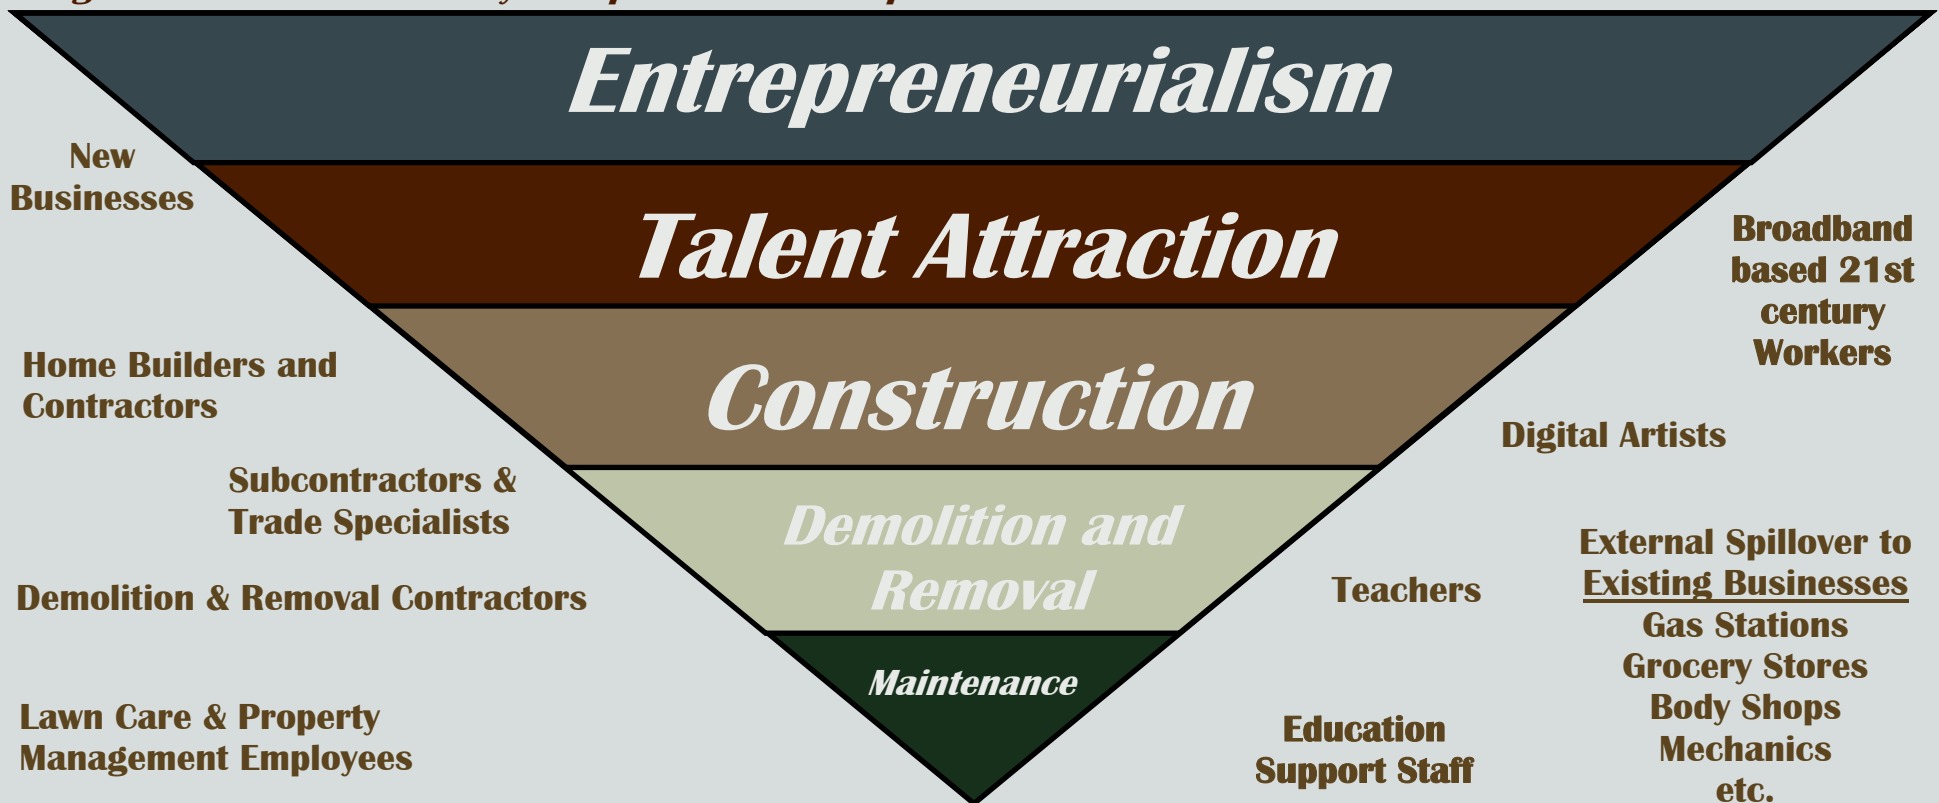 Entrepreneurialism
New
Businesses
Talent Attraction
Broadband
based 21st
century
Workers
Construction
Home Builders and
Contractors
Digital Artists
Subcontractors &
Trade Specialists
Demolition and
Removal
External Spillover to
Existing Businesses
Gas Stations
Grocery Stores
Body Shops
Mechanics
etc.
Demolition & Removal Contractors
Teachers
Maintenance
Lawn Care & Property
Management Employees
Education
Support Staff